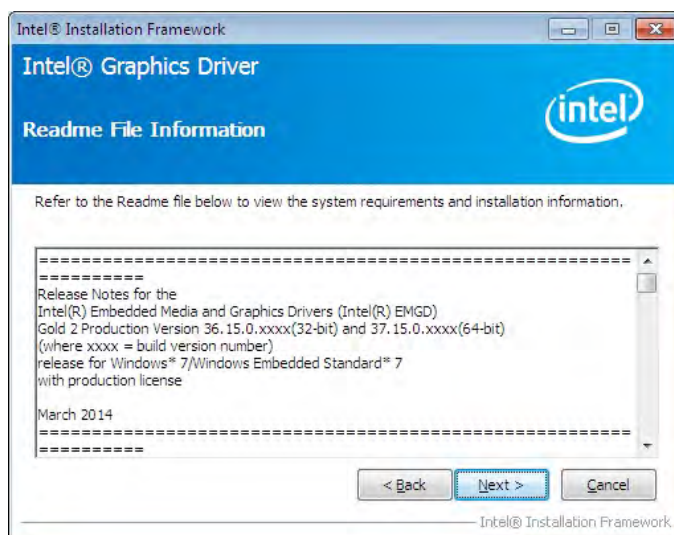 Intel® Installation Framework
Intel® Graphics Driver
intel
Readme File Information
Refer to the Readme file below to view the system requirements and installation information.
=========================================================
==========
Release Notes for the
Intel(R) Embedded Media and Graphics Drivers (Intel(R) EMGD)
Gold 2 Production Version 36.15.0.xxxx(32-bit) and 37.15.0.xxxx(64-bit)
(where xxxx = build version number)
release for Windows* 7/Windows Embedded Standard* 7
with production license
March 2014
=========================================================
==========
< Back
Next >
Cancel
Intel® Installation Framework